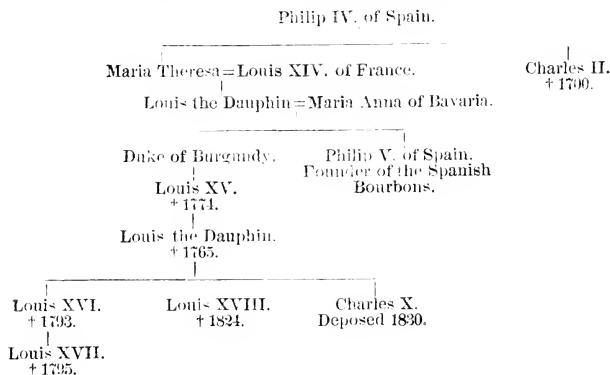 Philip IV. of Spain.
Maria Theresa=Louis XIV. of France.
Charles II.
† 1700.
Louis the Dauphin=Maria Anna of Bavaria.
Duke of Burgundy.
Philip V. of Spain.
Founder of the Spanish
Bourbons.
Louis XV.
† 1774.
Louis the Dauphin.
† 1765.
Louis XVI.
† 1793.
Louis XVIII.
† 1824.
Charles X.
Deposed 1830.
Louis XVII.
† 1795.